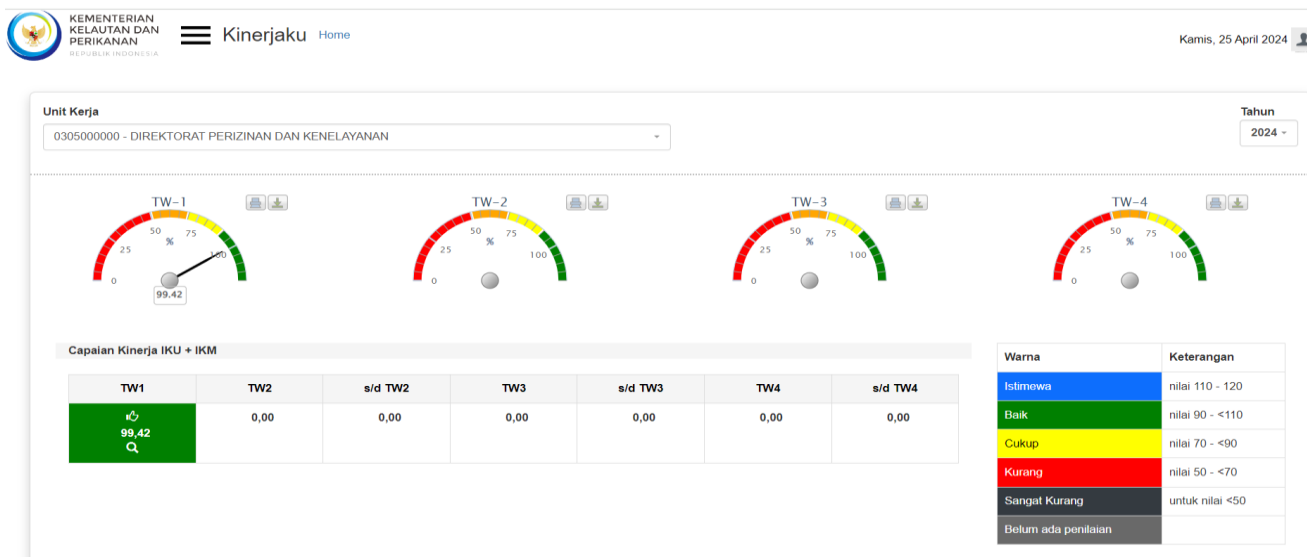 KEMENTERIAN
KELAUTAN DAN
PERIKANAN
REPUBLIK INDONESIA
Kinerjaku Home
Kamis, 25 April 2024
Unit Kerja
Tahun
0305000000 - DIREKTORAT PERIZINAN DAN KENELAYANAN
2024
TW-1
0 25 50 75 100
%
99.42
TW-2
0 25 50 75 100
%
TW-3
0 25 50 75 100
%
TW-4
0 25 50 75 100
%
Capaian Kinerja IKU + IKM
TW1 TW2 s/d TW2 TW3 s/d TW3 TW4 s/d TW4
99,42 0,00 0,00 0,00 0,00 0,00 0,00
Warna Keterangan
Istimewa nilai 110 - 120
Baik nilai 90 - <110
Cukup nilai 70 - <90
Kurang nilai 50 - <70
Sangat Kurang untuk nilai <50
Belum ada penilaian